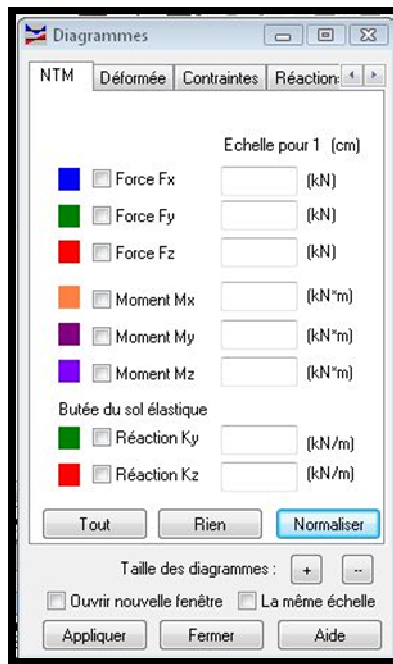 Diagrammes
NTM Déformée Contraintes Réaction:
Echelle pour 1 (cm)
Force Fx (kN)
Force Fy (kN)
Force Fz (kN)
Moment Mx (kN*m)
Moment My (kN*m)
Moment Mz (kN*m)
Butée du sol élastique
Réaction Ky (kN/m)
Réaction Kz (kN/m)
Tout Rien Normaliser
Taille des diagrammes : + --
Ouvrir nouvelle fenêtre La même échelle
Appliquer Fermer Aide